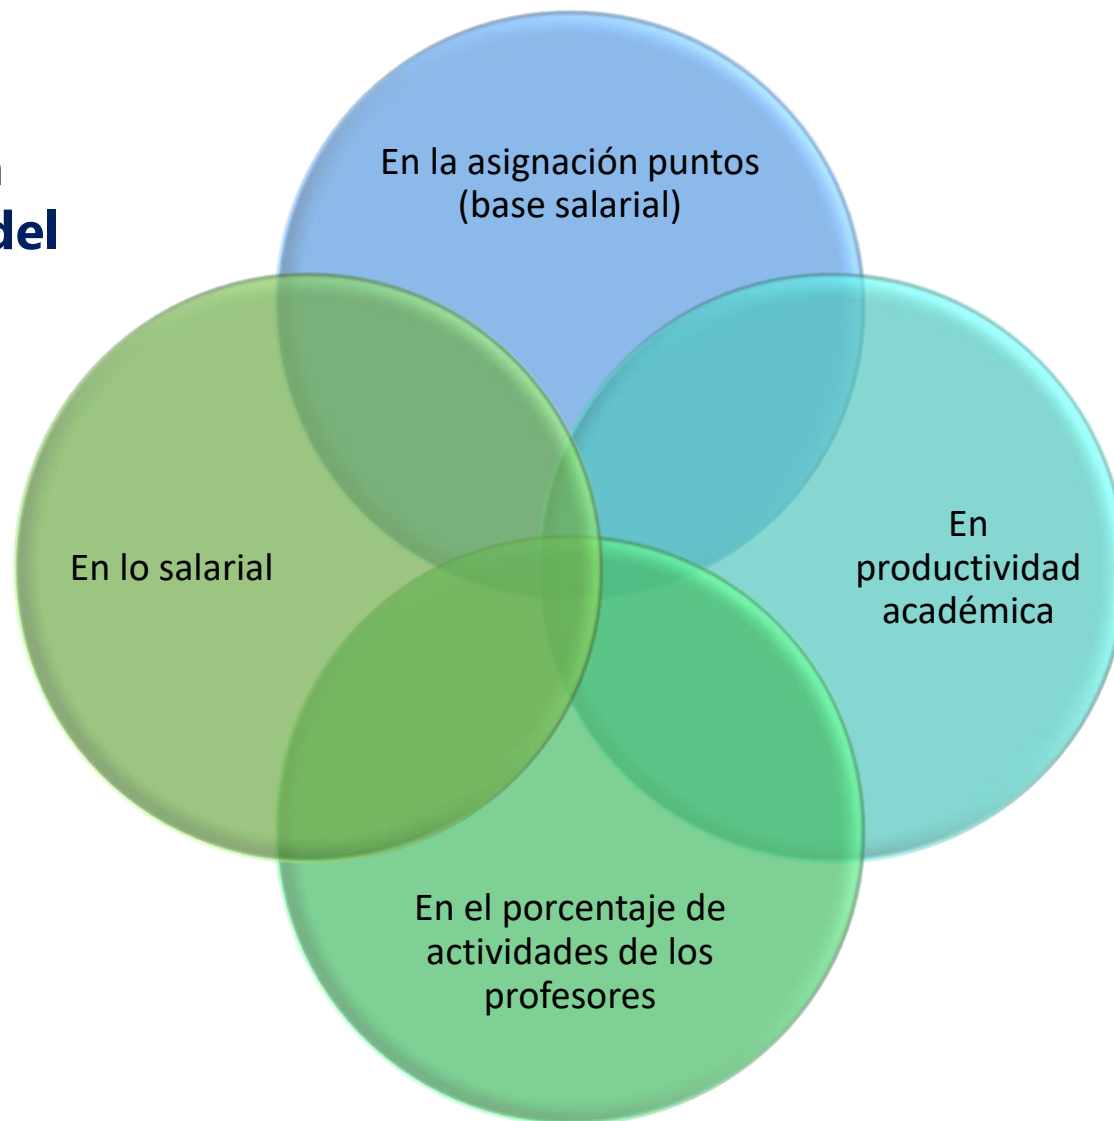 del
En la asignación puntos
(base salarial)
En lo salarial
En
productividad
académica
En el porcentaje de
actividades de los
profesores